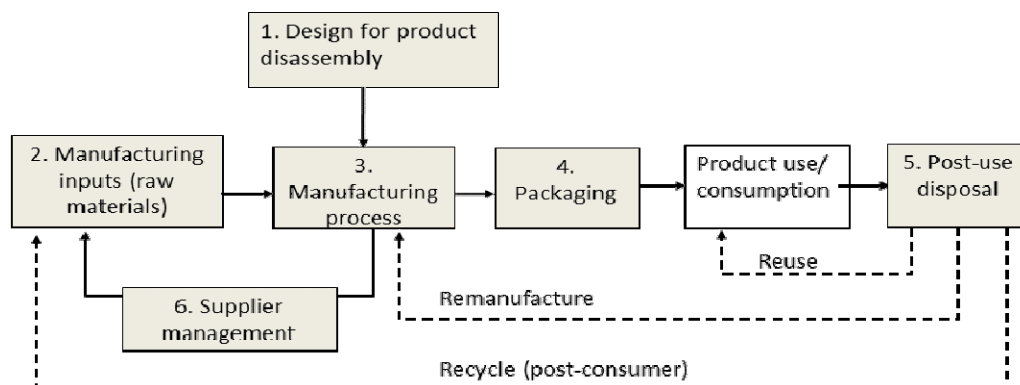 1. Design for product
disassembly
2. Manufacturing
inputs (raw
materials)
3.
Manufacturing
process
4.
Packaging
Product use/
consumption
5. Post-use
disposal
Reuse
Remanufacture
6. Supplier
management
Recycle (post-consumer)